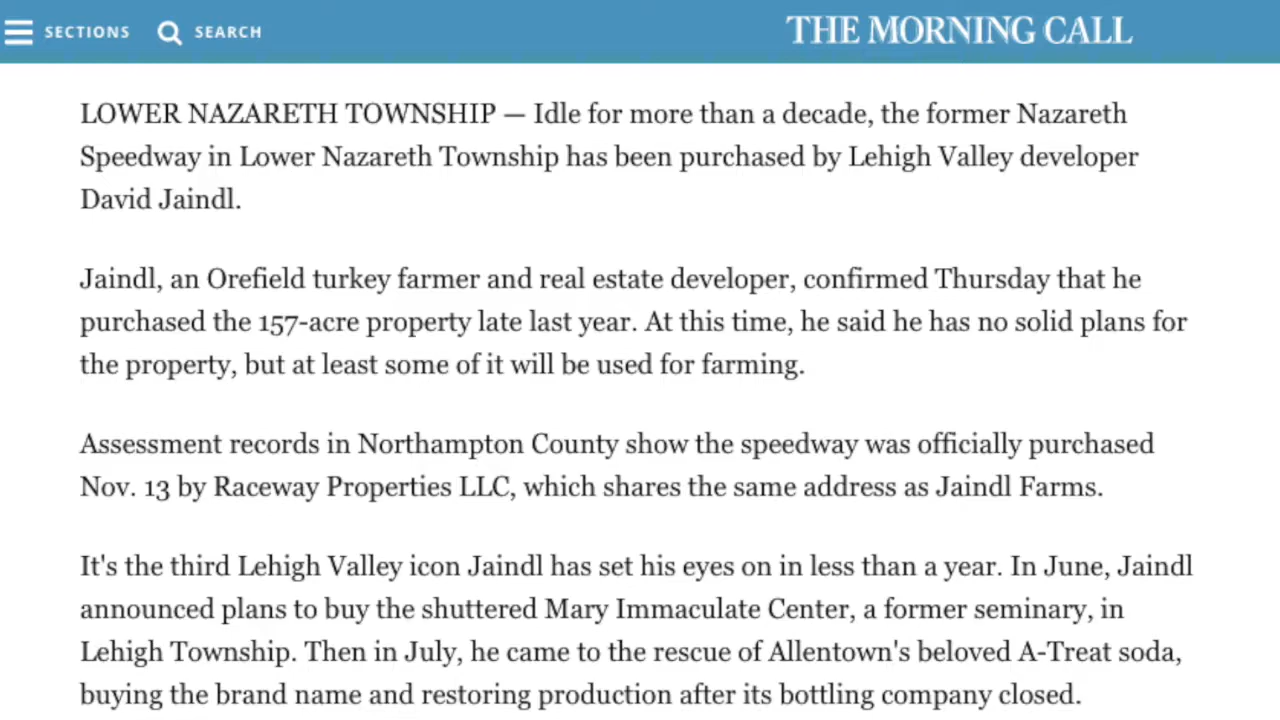 SECTIONS SEARCH THE MORNING CALL
LOWER NAZARETH TOWNSHIP — Idle for more than a decade, the former Nazareth
Speedway in Lower Nazareth Township has been purchased by Lehigh Valley developer
David Jaindl.
Jaindl, an Orefield turkey farmer and real estate developer, confirmed Thursday that he
purchased the 157-acre property late last year. At this time, he said he has no solid plans for
the property, but at least some of it will be used for farming.
Assessment records in Northampton County show the speedway was officially purchased
Nov. 13 by Raceway Properties LLC, which shares the same address as Jaindl Farms.
It's the third Lehigh Valley icon Jaindl has set his eyes on in less than a year. In June, Jaindl
announced plans to buy the shuttered Mary Immaculate Center, a former seminary, in
Lehigh Township. Then in July, he came to the rescue of Allentown's beloved A-Treat soda,
buying the brand name and restoring production after its bottling company closed.